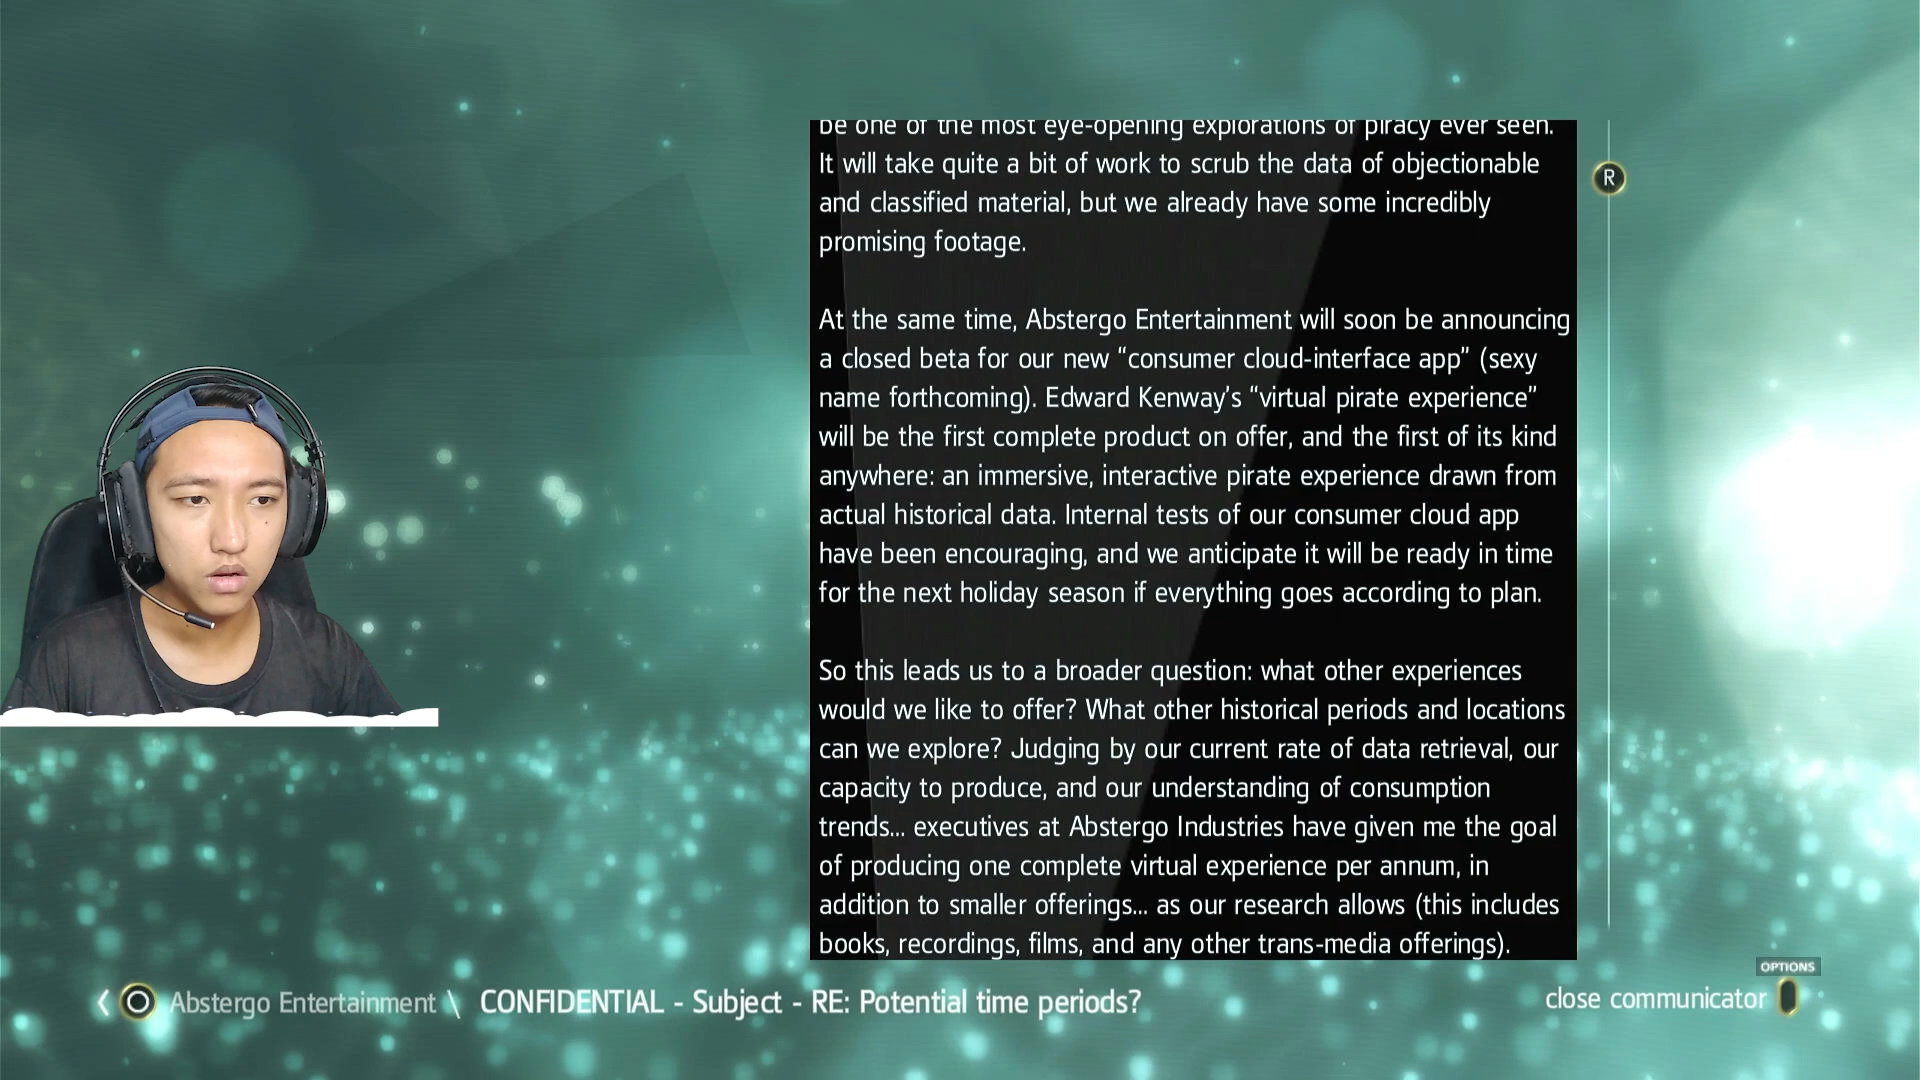 be one of the most eye-opening explorations of piracy ever seen.
It will take quite a bit of work to scrub the data of objectionable
and classified material, but we already have some incredibly
promising footage.
At the same time, Abstergo Entertainment will soon be announcing
a closed beta for our new “consumer cloud-interface app” (sexy
name forthcoming). Edward Kenway’s “virtual pirate experience”
will be the first complete product on offer, and the first of its kind
anywhere: an immersive, interactive pirate experience drawn from
actual historical data. Internal tests of our consumer cloud app
have been encouraging, and we anticipate it will be ready in time
for the next holiday season if everything goes according to plan.
So this leads us to a broader question: what other experiences
would we like to offer? What other historical periods and locations
can we explore? Judging by our current rate of data retrieval, our
capacity to produce, and our understanding of consumption
trends... executives at Abstergo Industries have given me the goal
of producing one complete virtual experience per annum, in
addition to smaller offerings... as our research allows (this includes
books, recordings, films, and any other trans-media offerings).
R
OPTIONS
Abstergo Entertainment \ CONFIDENTIAL - Subject - RE: Potential time periods?
close communicator